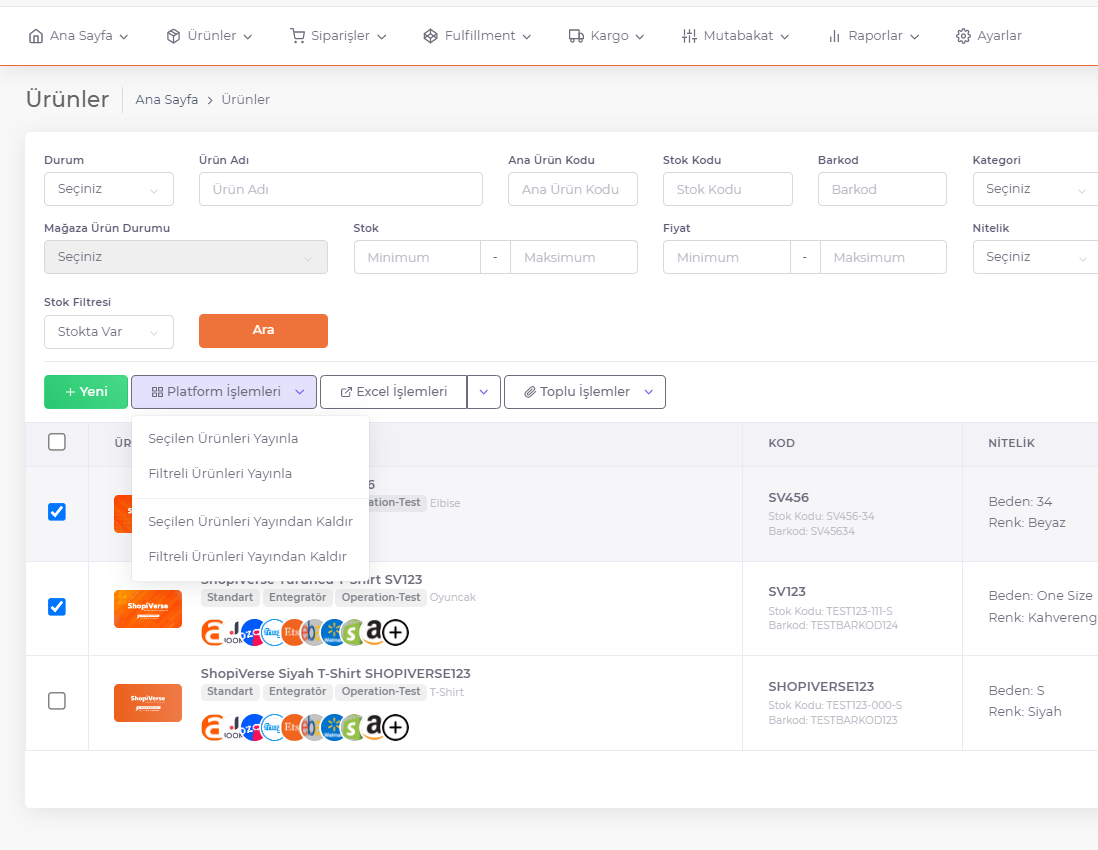 Ana Sayfa Ürünler Siparişler Fulfillment Kargo Mutabakat Raporlar Ayarlar
Ürünler Ana Sayfa > Ürünler
Durum Ürün Adı Ana Ürün Kodu Stok Kodu Barkod Kategori
Seçiniz Ürün Adı Ana Ürün Kodu Stok Kodu Barkod Seçiniz
Mağaza Ürün Durumu Stok Fiyat Nitelik
Seçiniz Minimum - Maksimum Minimum - Maksimum Seçiniz
Stok Filtresi
Stokta Var Ara
+ Yeni Platform İşlemleri Excel İşlemleri Toplu İşlemler
ÜR KOD NİTELİK
Seçilen Ürünleri Yayınla
Filtreli Ürünleri Yayınla
Seçilen Ürünleri Yayından Kaldır
Filtreli Ürünleri Yayından Kaldır
6
ation-Test Elbise
SV456
Stok Kodu: SV456-34
Barkod: SV45634
Beden: 34
Renk: Beyaz
ShopiVerse Turuncu T-Shirt SV123
Standart Entegratör Operation-Test Oyuncak
ShopiVerse
SV123
Stok Kodu: TEST123-111-S
Barkod: TESTBARKOD124
Beden: One Size
Renk: Kahvereng
ShopiVerse Siyah T-Shirt SHOPIVERSE123
Standart Entegratör Operation-Test T-Shirt
ShopiVerse
SHOPIVERSE123
Stok Kodu: TEST123-000-S
Barkod: TESTBARKOD123
Beden: S
Renk: Siyah